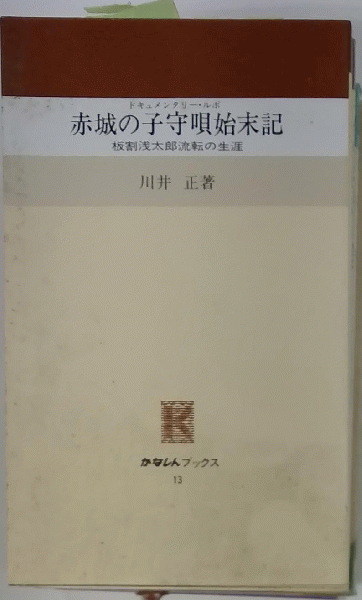 ドキュメンタリー・ルポ
赤城の子守唄始末記
板割浅太郎流転の生涯
川井 正著
K
かなしんブックス
13